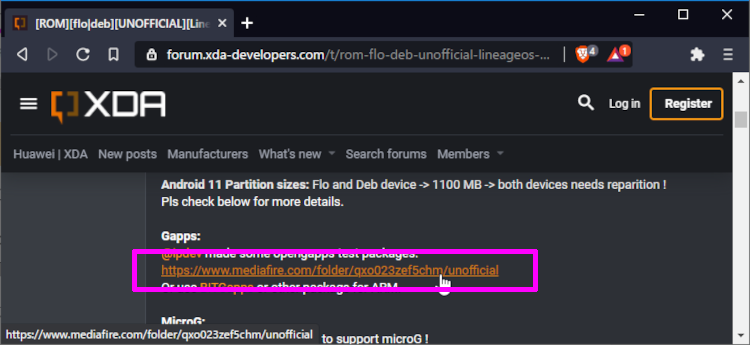 [ROM][flo|deb][UNOFFICIAL][Line
forum.xda-developers.com/t/rom-flo-deb-unofficial-lineageos-...
4
1
XDA
Log in
Register
Huawei | XDA New posts Manufacturers What's new Search forums Members
Android 11 Partition sizes: Flo and Deb device -> 1100 MB -> both devices needs reparition !
Pls check below for more details.
Gapps:
@ipdev made some opengapps test packages:
https://www.mediafire.com/folder/qxo023zef5chm/unofficial
Or use BITGapps or other package for ARM
MicroG:
https://www.mediafire.com/folder/qxo023zef5chm/unofficial
to support microG !